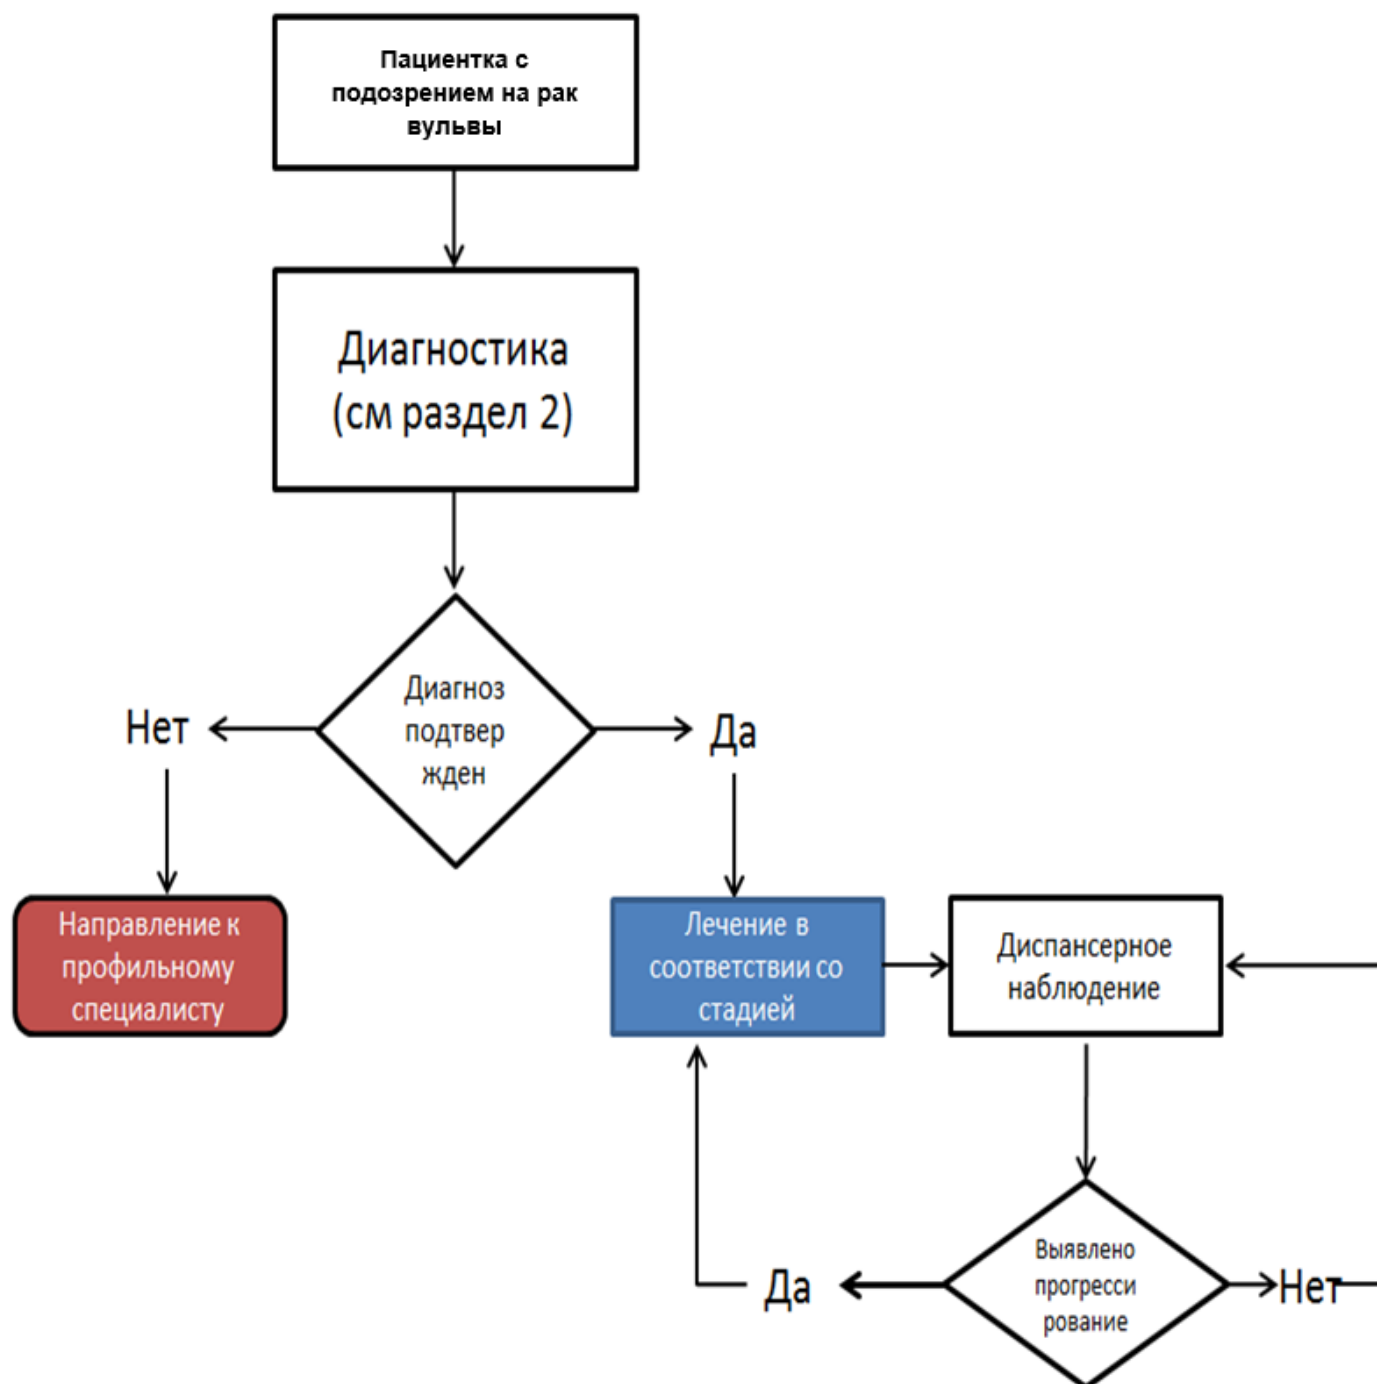 Пациентка с
подозрением на рак
вульвы
Диагностика
(см раздел 2)
Диагноз
подтвер
жден
Нет
Да
Направление к
профильному
специалисту
Лечение в
соответствии со
стадией
Диспансерное
наблюдение
Выявлено
прогресси
рование
Да
Нет